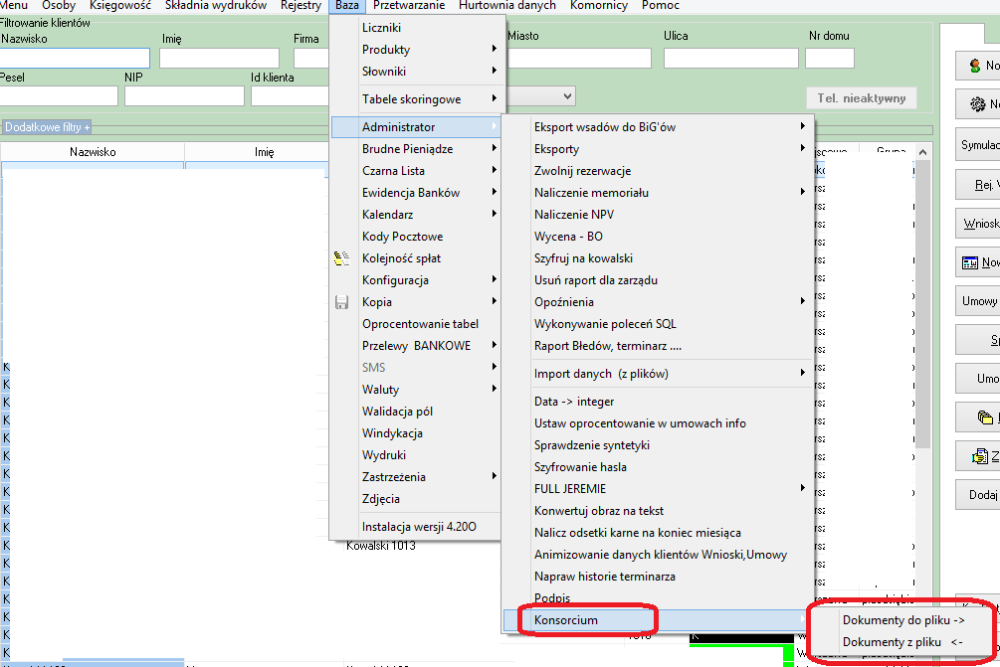 Menu Osoby Księgowość Składnia wydruków Rejestry Baza Przetwarzanie Hurtownia danych Komornicy Pomoc
Filtrowanie klientów
Nazwisko Imię Firma Miasto Ulica Nr domu
Pesel NIP Id klienta
Tel. nieaktywny
Dodatkowe filtry +
Nazwisko Imię Grupa
Liczniki
Produkty
Słowniki
Tabele skoringowe
Administrator
Brudne Pieniądze
Czarna Lista
Ewidencja Banków
Kalendarz
Kody Pocztowe
Kolejność spłat
Konfiguracja
Kopia
Oprocentowanie tabel
Przelewy BANKOWE
SMS
Waluty
Walidacja pól
Windykacja
Wydruki
Zastrzeżenia
Zdjęcia
Instalacja wersji 4.20O
Kowalski 1013
Eksport wsadów do BiG'ów
Eksporty
Zwolnij rezerwacje
Naliczenie memoriału
Naliczenie NPV
Wycena - BO
Szyfruj na kowalski
Usuń raport dla zarządu
Opoźnienia
Wykonywanie poleceń SQL
Raport Błedów, terminarz ....
Import danych (z plików)
Data -> integer
Ustaw oprocentowanie w umowach info
Sprawdzenie syntetyki
Szyfrowanie hasla
FULL JEREMIE
Konwertuj obraz na tekst
Nalicz odsetki karne na koniec miesiąca
Animizowanie danych klientów Wnioski,Umowy
Napraw historie terminarza
Podpis
Konsorcium
Dokumenty do pliku ->
Dokumenty z pliku <-
Rej.
Umowy
Dodaj